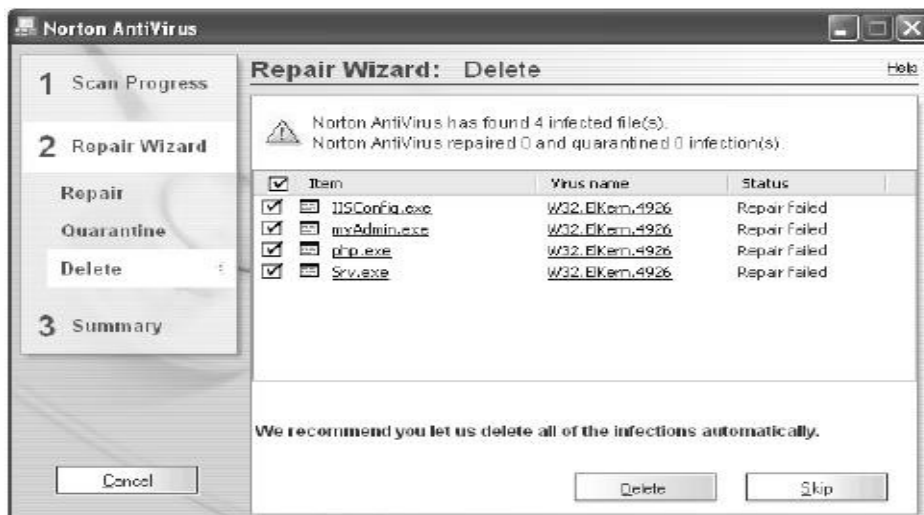 Norton AntiVirus
1 Scan Progress
2 Repair Wizard
Repair
Quarantine
Delete
3 Summary
Cancel
Repair Wizard: Delete
Help
Norton AntiVirus has found 4 infected file(s).
Norton AntiVirus repaired 0 and quarantined 0 infection(s).
Item Virus name Status
IISConfig.exe W32.ElKern.4926 Repair failed
myAdmin.exe W32.ElKern.4926 Repair failed
php.exe W32.ElKern.4926 Repair failed
Srv.exe W32.ElKern.4926 Repair failed
We recommend you let us delete all of the infections automatically.
Delete Skip